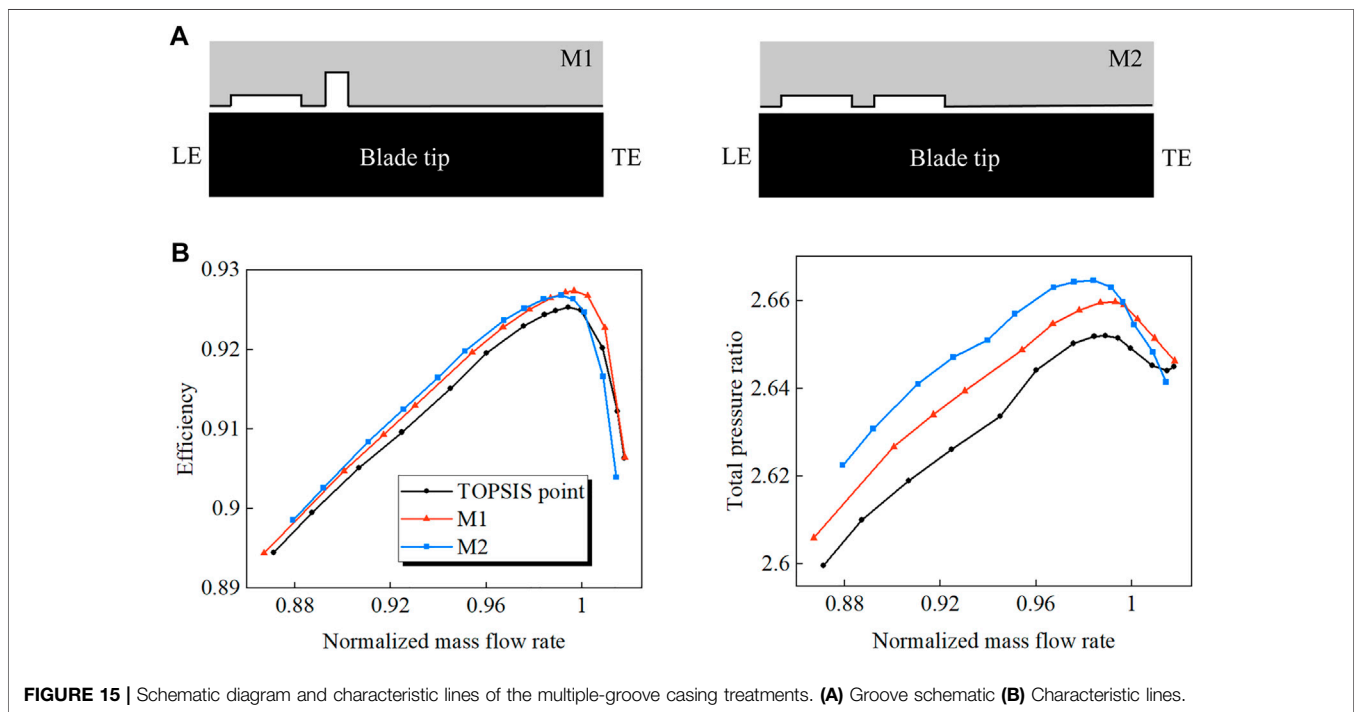 A
M1
LE
Blade tip
TE
M2
LE
Blade tip
TE
B
0.93
0.92
0.91
0.9
0.89
Efficiency
0.88
0.92
0.96
1
Normalized mass flow rate
TOPSIS point
M1
M2
2.66
2.64
2.62
2.6
Total pressure ratio
0.88
0.92
0.96
1
Normalized mass flow rate
FIGURE 15 | Schematic diagram and characteristic lines of the multiple-groove casing treatments. (A) Groove schematic (B) Characteristic lines.